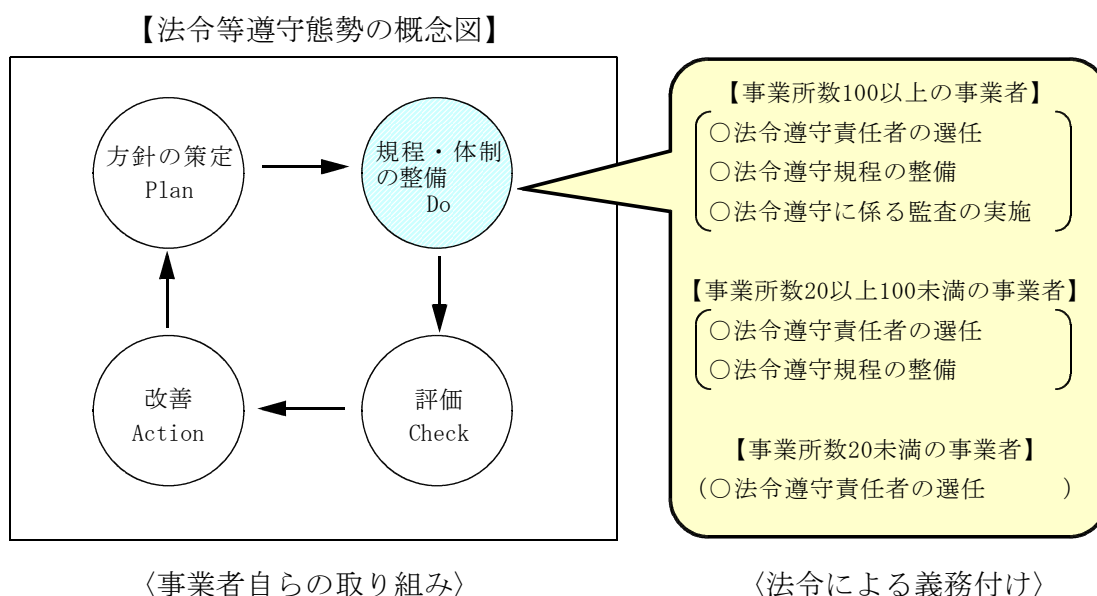 【法令等遵守態勢の概念図】
方針の策定
Plan
規程・体制
の整備
Do
改善
Action
評価
Check
〈事業者自らの取り組み〉
【事業所数100以上の事業者】
○法令遵守責任者の選任
○法令遵守規程の整備
○法令遵守に係る監査の実施
【事業所数20以上100未満の事業者】
○法令遵守責任者の選任
○法令遵守規程の整備
【事業所数20未満の事業者】
(○法令遵守責任者の選任　　　)
〈法令による義務付け〉